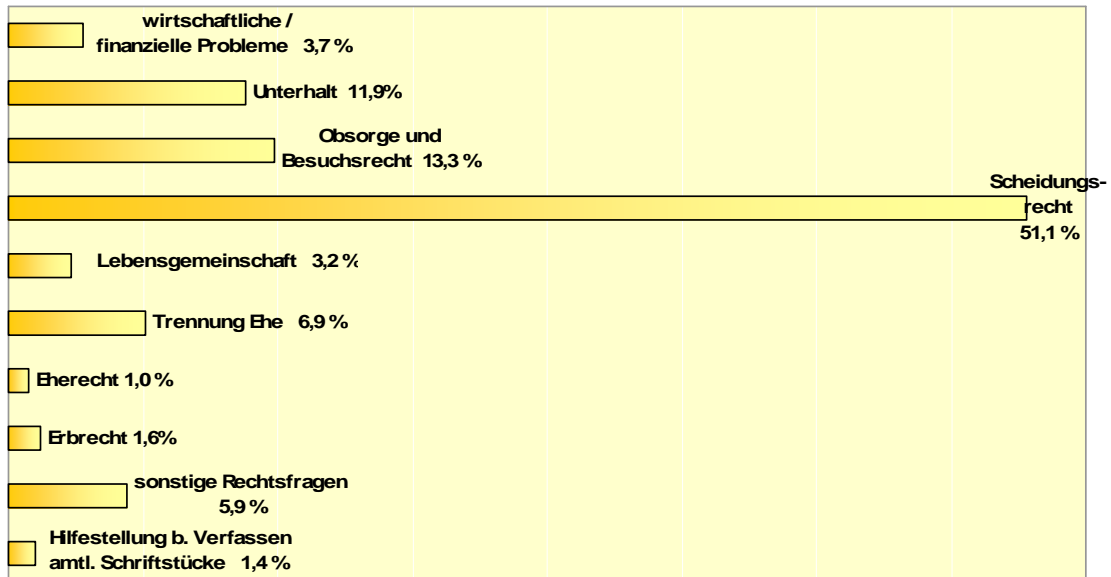 wirtschaftliche /
finanzielle Probleme 3,7 %
Unterhalt 11,9%
Obsorge und
Besuchsrecht 13,3 %
Scheidungs-
recht
51,1 %
Lebensgemeinschaft 3,2 %
Trennung Ehe 6,9 %
Eherecht 1,0 %
Erbrecht 1,6%
sonstige Rechtsfragen
5,9 %
Hilfestellung b. Verfassen
amtl. Schriftstücke 1,4 %